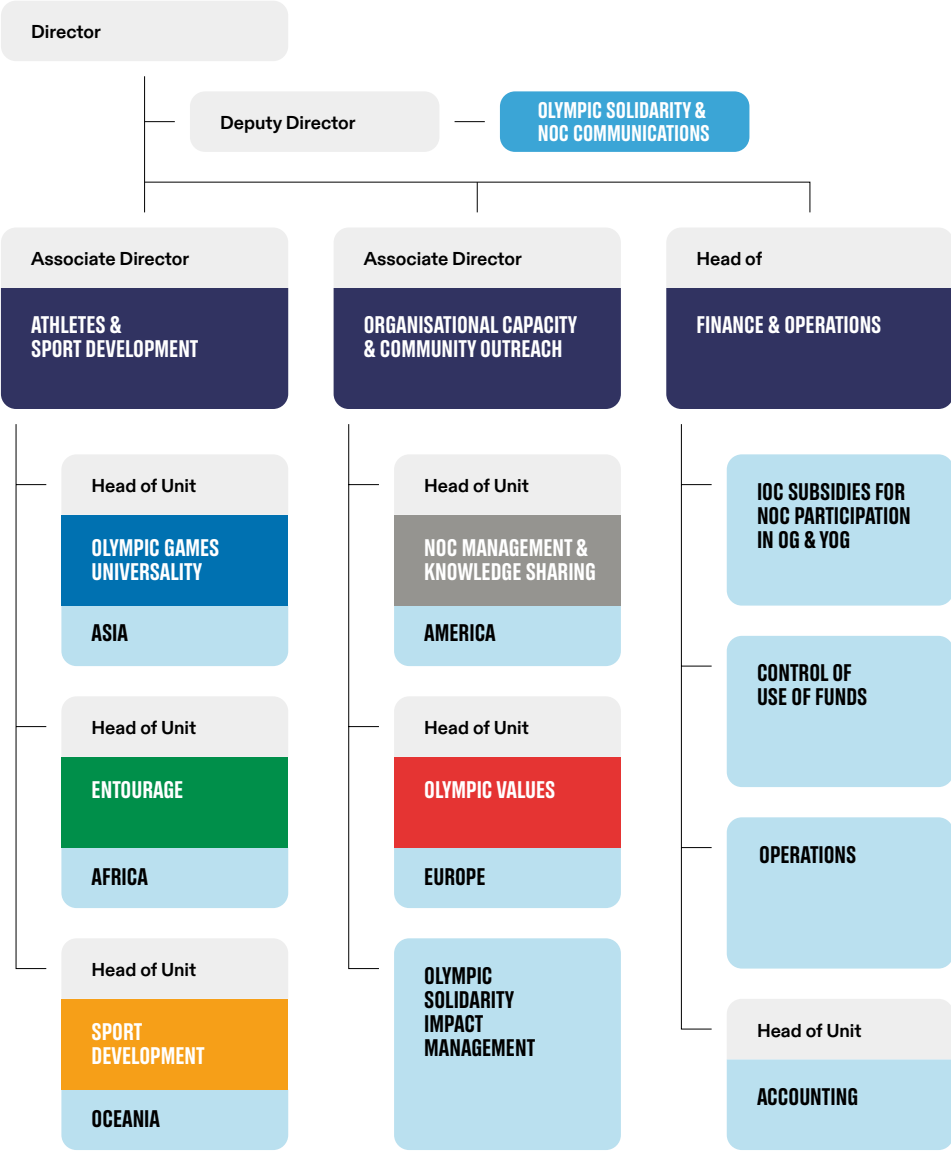 Director
Deputy Director
OLYMPIC SOLIDARITY &
NOC COMMUNICATIONS
Associate Director
ATHLETES &
SPORT DEVELOPMENT
Head of Unit
OLYMPIC GAMES
UNIVERSALITY
ASIA
Head of Unit
ENTOURAGE
AFRICA
Head of Unit
SPORT
DEVELOPMENT
OCEANIA
Associate Director
ORGANISATIONAL CAPACITY
& COMMUNITY OUTREACH
Head of Unit
NOC MANAGEMENT &
KNOWLEDGE SHARING
AMERICA
Head of Unit
OLYMPIC VALUES
EUROPE
OLYMPIC
SOLIDARITY
IMPACT
MANAGEMENT
Head of
FINANCE & OPERATIONS
IOC SUBSIDIES FOR
NOC PARTICIPATION
IN OG & YOG
CONTROL OF
USE OF FUNDS
OPERATIONS
Head of Unit
ACCOUNTING